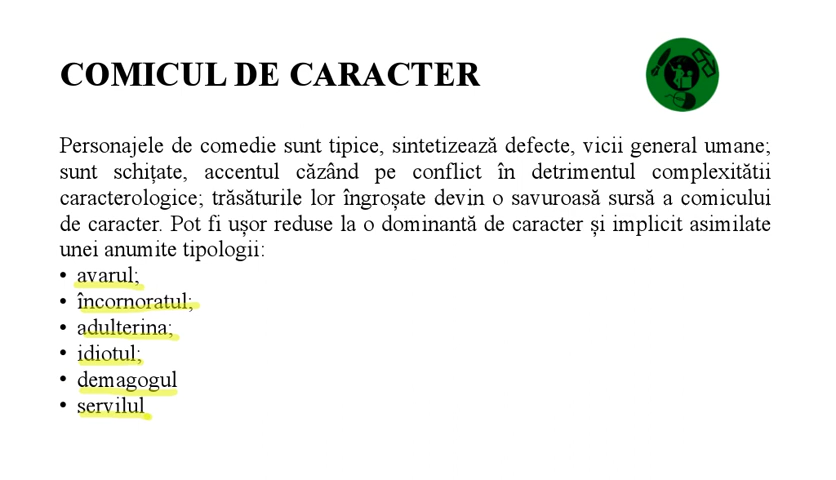 COMICUL DE CARACTER
Personajele de comedie sunt tipice, sintetizează defecte, vicii general umane;
sunt schițate, accentul căzând pe conflict în detrimentul complexității
caracterologice; trăsăturile lor îngroșate devin o savuroasă sursă a comicului
de caracter. Pot fi ușor reduse la o dominantă de caracter și implicit asimilate
unei anumite tipologii:
• avarul;
• încornoratul;
• adulterina;
• idiotul;
• demagogul
• servilul